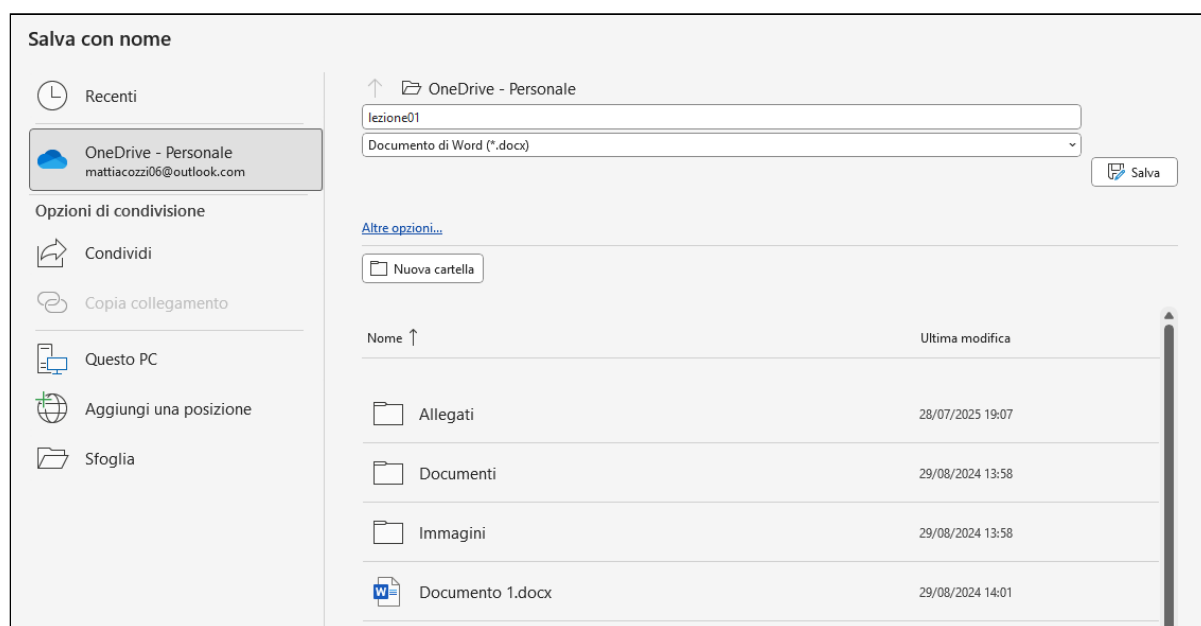 Salva con nome
Recenti
OneDrive - Personale
mattiacozzi06@outlook.com
Opzioni di condivisione
Condividi
Copia collegamento
Questo PC
Aggiungi una posizione
Sfoglia
OneDrive - Personale
lezione01
Documento di Word (*.docx)
Salva
Altre opzioni...
Nuova cartella
Nome ↑ Ultima modifica
Allegati 28/07/2025 19:07
Documenti 29/08/2024 13:58
Immagini 29/08/2024 13:58
Documento 1.docx 29/08/2024 14:01